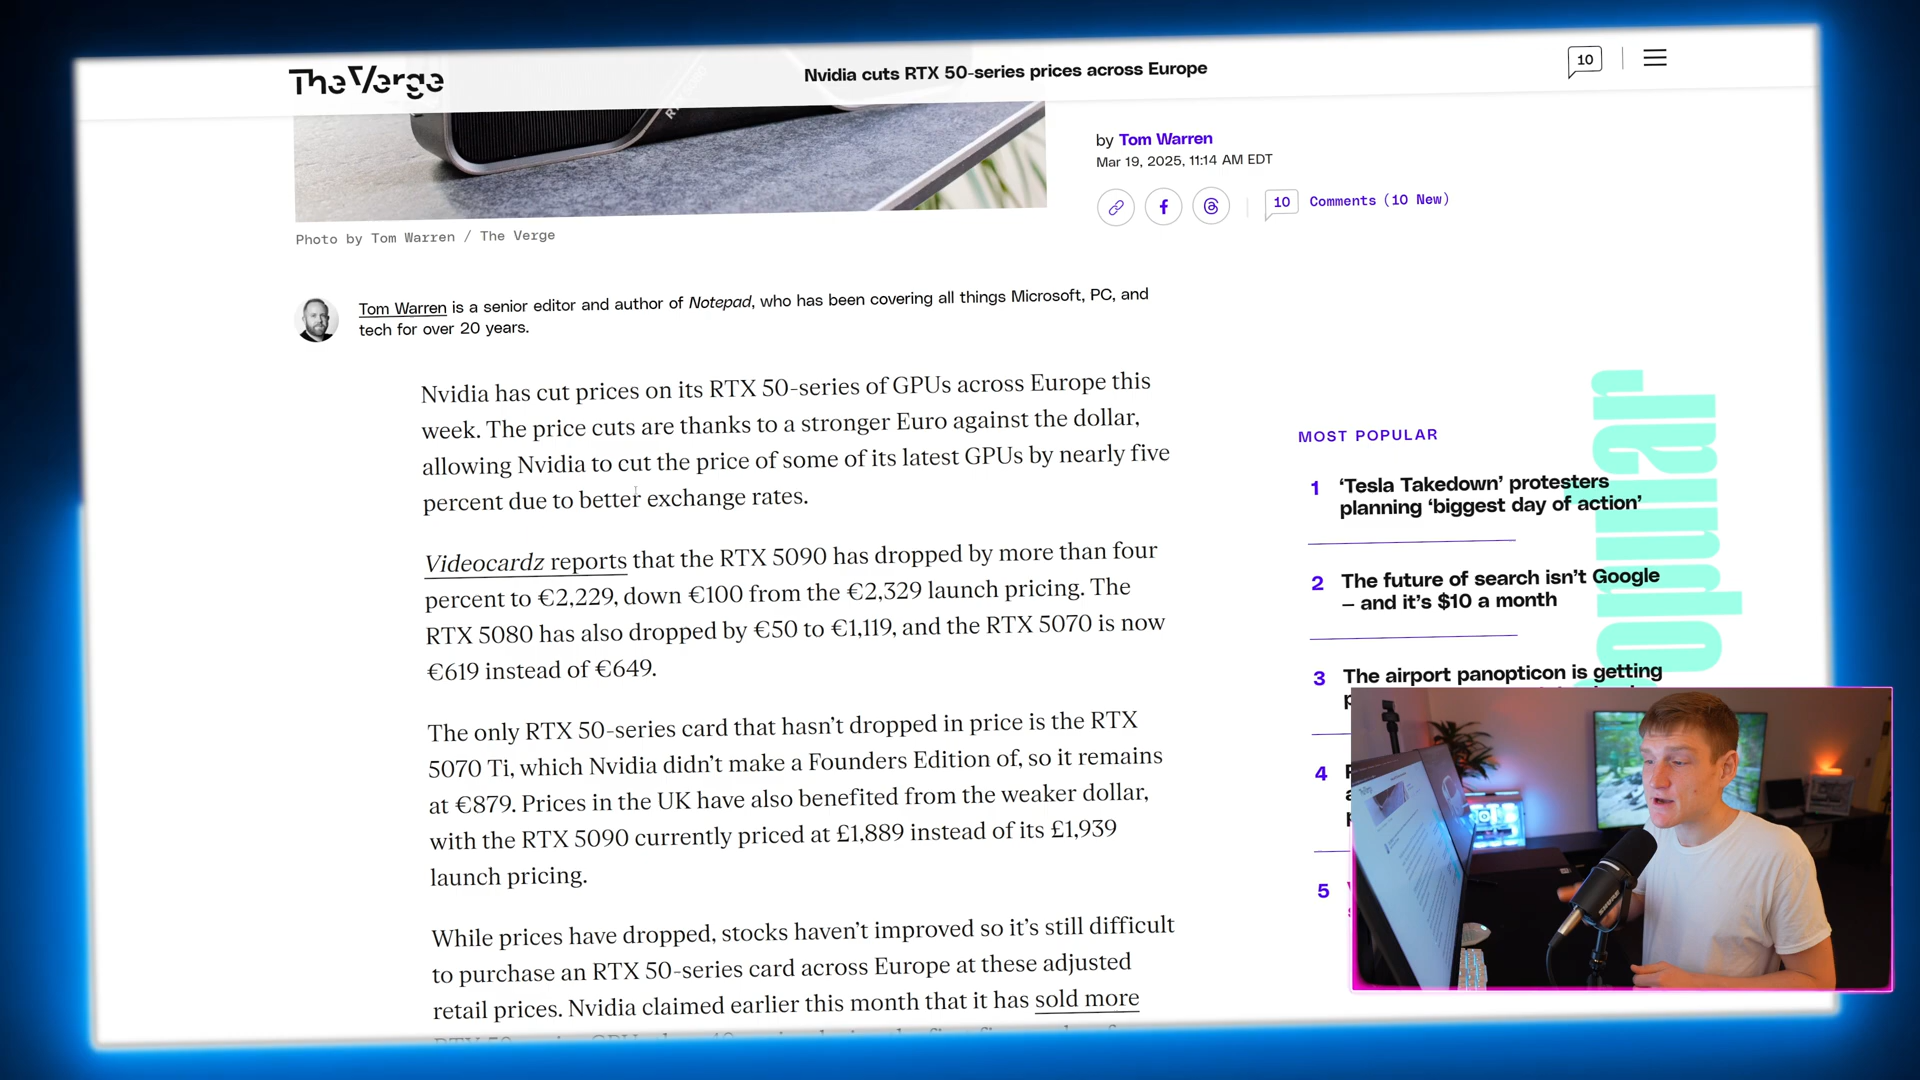 TheVerge
Nvidia cuts RTX 50-series prices across Europe
10
by Tom Warren
Mar 19, 2025, 11:14 AM EDT
10
Comments (10 New)
Photo by Tom Warren / The Verge
Tom Warren is a senior editor and author of Notepad, who has been covering all things Microsoft, PC, and
tech for over 20 years.
Nvidia has cut prices on its RTX 50-series of GPUs across Europe this
week. The price cuts are thanks to a stronger Euro against the dollar,
allowing Nvidia to cut the price of some of its latest GPUs by nearly five
percent due to better exchange rates.
Videocardz reports that the RTX 5090 has dropped by more than four
percent to €2,229, down €100 from the €2,329 launch pricing. The
RTX 5080 has also dropped by €50 to €1,119, and the RTX 5070 is now
€619 instead of €649.
The only RTX 50-series card that hasn’t dropped in price is the RTX
5070 Ti, which Nvidia didn’t make a Founders Edition of, so it remains
at €879. Prices in the UK have also benefited from the weaker dollar,
with the RTX 5090 currently priced at £1,889 instead of its £1,939
launch pricing.
While prices have dropped, stocks haven’t improved so it’s still difficult
to purchase an RTX 50-series card across Europe at these adjusted
retail prices. Nvidia claimed earlier this month that it has sold more
MOST POPULAR
1 ‘Tesla Takedown’ protesters
planning ‘biggest day of action’
2 The future of search isn’t Google
– and it’s $10 a month
3 The airport panopticon is getting
4
5